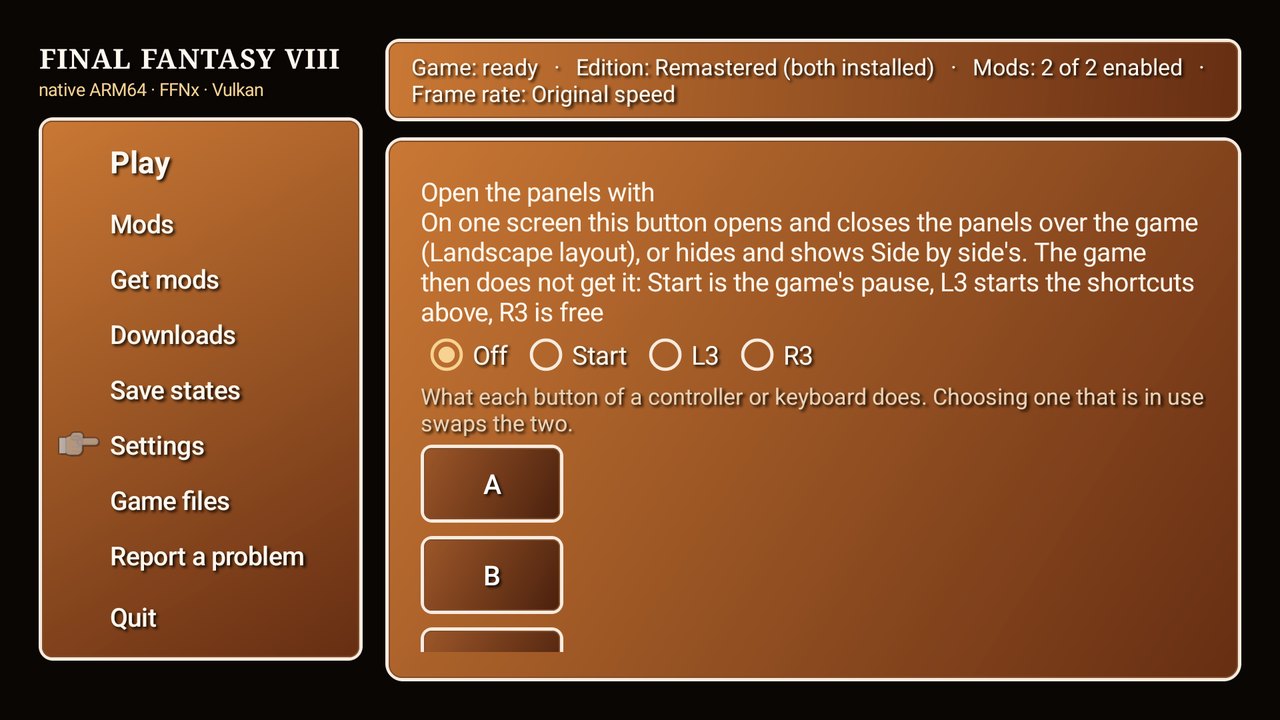 FINAL FANTASY VIII
native ARM64 · FFNx · Vulkan
Game: ready · Edition: Remastered (both installed) · Mods: 2 of 2 enabled ·
Frame rate: Original speed
Play
Mods
Get mods
Downloads
Save states
Settings
Game files
Report a problem
Quit
Open the panels with
On one screen this button opens and closes the panels over the game
(Landscape layout), or hides and shows Side by side's. The game
then does not get it: Start is the game's pause, L3 starts the shortcuts
above, R3 is free
Off Start L3 R3
What each button of a controller or keyboard does. Choosing one that is in use
swaps the two.
A
B